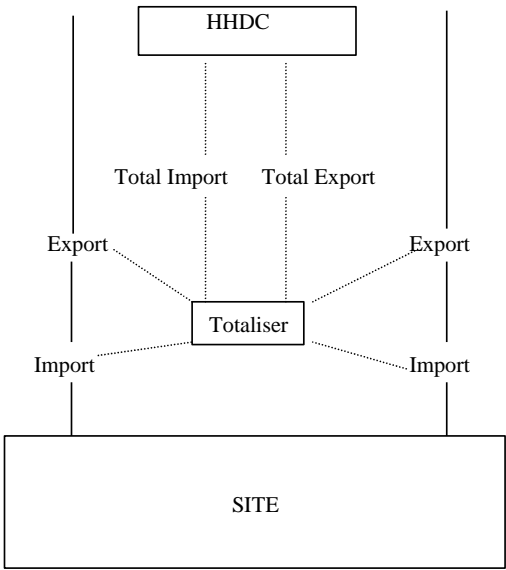 HHDC
Total Import Total Export
Export Export
Totaliser
Import Import
SITE